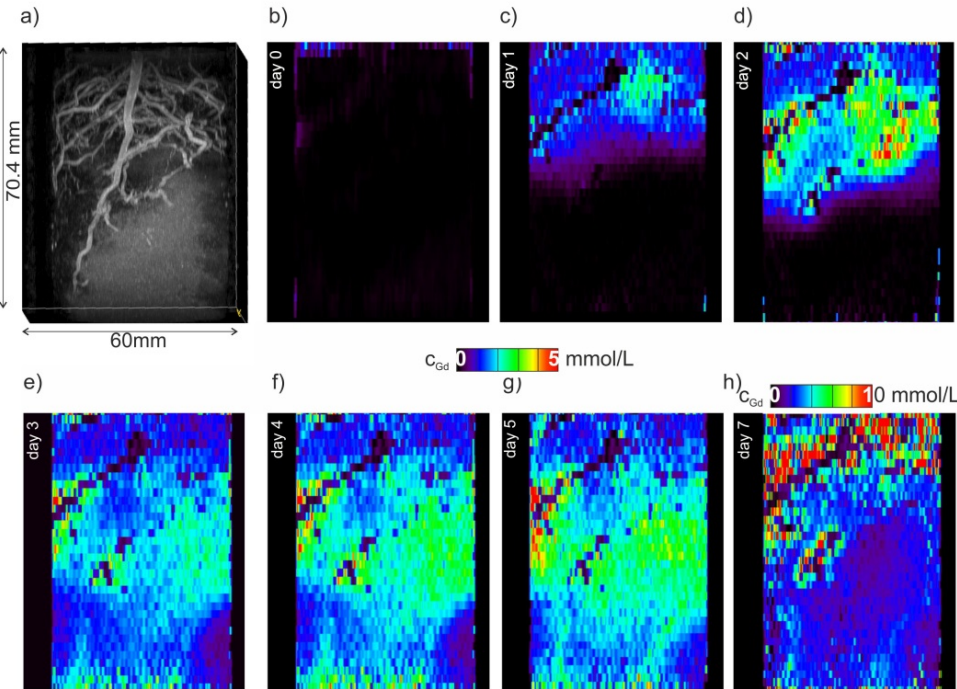 a)
b)
c)
d)
70.4 mm
day 0
day 1
day 2
y
60mm
cGd 0 5 mmol/L
e)
f)
g)
h)
cGd 0 10 mmol/L
day 3
day 4
day 5
day 7